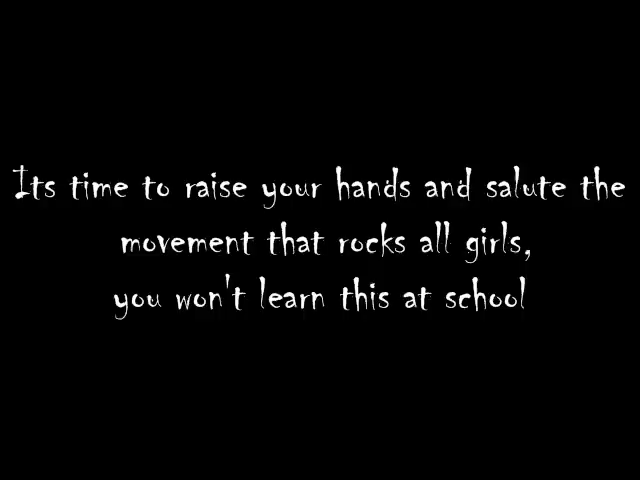 Its time to raise your hands and salute the
movement that rocks all girls,
you won't learn this at school